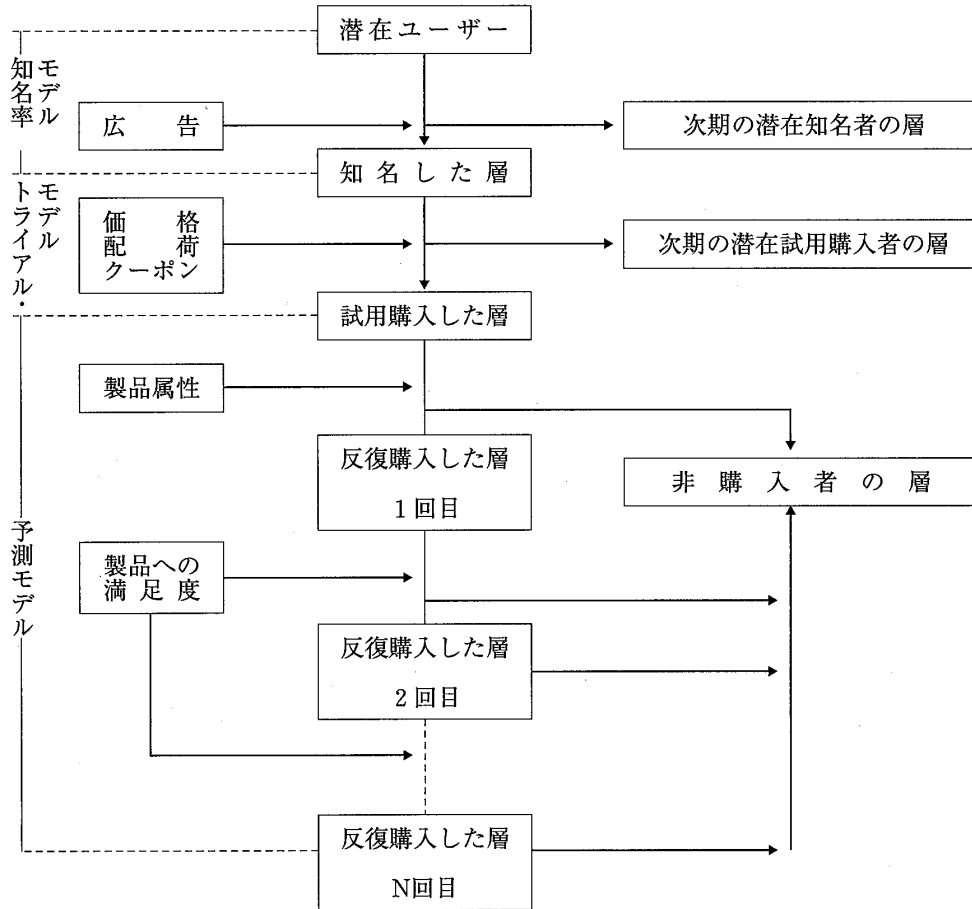 潜在ユーザー
知名率
モデル
広告
次期の潜在知名者の層
知名した層
トライアル・
モデル
価格
配荷
クーポン
次期の潜在試用購入者の層
試用購入した層
製品属性
反復購入した層
1回目
非購入者の層
予測モデル
製品への
満足度
反復購入した層
2回目
反復購入した層
N回目